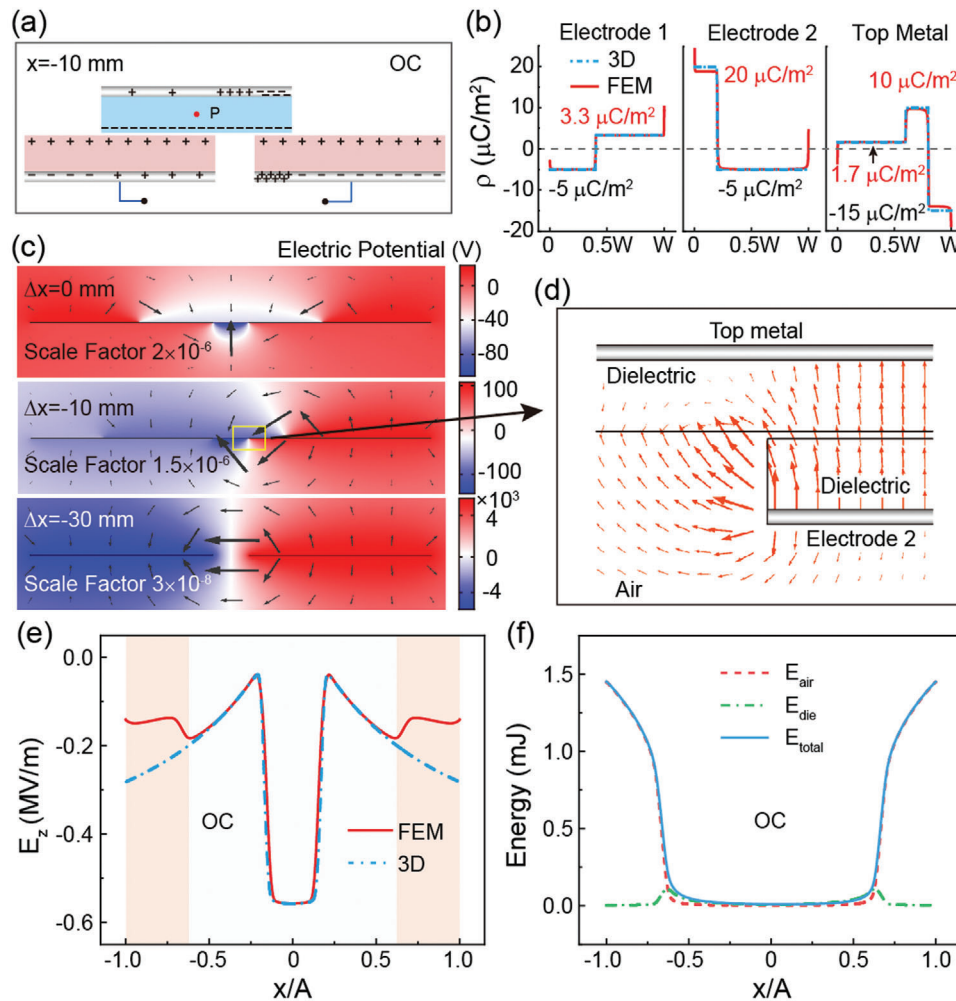 (a)
x=-10 mm
OC
P
(b)
Electrode 1
Electrode 2
Top Metal
ρ (μC/m²)
20
10
0
-10
-20
3D
FEM
3.3 μC/m²
-5 μC/m²
20 μC/m²
-5 μC/m²
10 μC/m²
1.7 μC/m²
-15 μC/m²
0 0.5W W
0 0.5W W
0 0.5W W
(c)
Electric Potential (V)
Δx=0 mm
Scale Factor 2×10⁻⁶
0
-40
-80
Δx=-10 mm
Scale Factor 1.5×10⁻⁶
100
0
-100
×10³
Δx=-30 mm
Scale Factor 3×10⁻⁸
4
0
-4
(d)
Top metal
Dielectric
Dielectric
Electrode 2
Air
(e)
E_z (MV/m)
0.0
-0.2
-0.4
-0.6
OC
FEM
3D
-1.0 -0.5 0 0.5 1.0
x/A
(f)
Energy (mJ)
1.5
1.0
0.5
0.0
E_air
E_die
E_total
OC
-1.0 -0.5 0 0.5 1.0
x/A